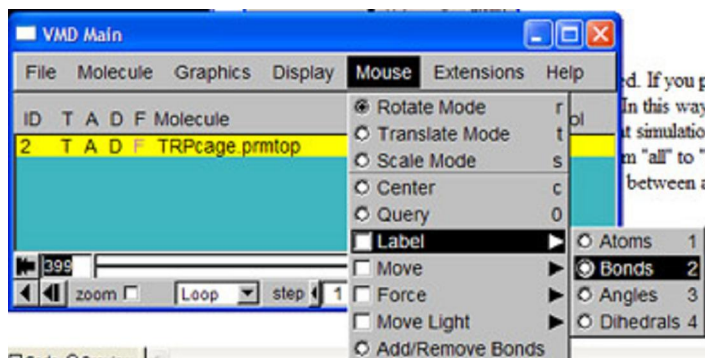 VMD Main
File Molecule Graphics Display Mouse Extensions Help
ed. If you p
ID T A D F Molecule
ol
2 T A D F TRPcage.prmtop
Rotate Mode r
Translate Mode t
Scale Mode s
Center c
Query 0
Label
Move
Force
Move Light
Add/Remove Bonds
Atoms 1
Bonds 2
Angles 3
Dihedrals 4
In this way
at simulatio
m "all" to "
between a
399
zoom Loop step 1